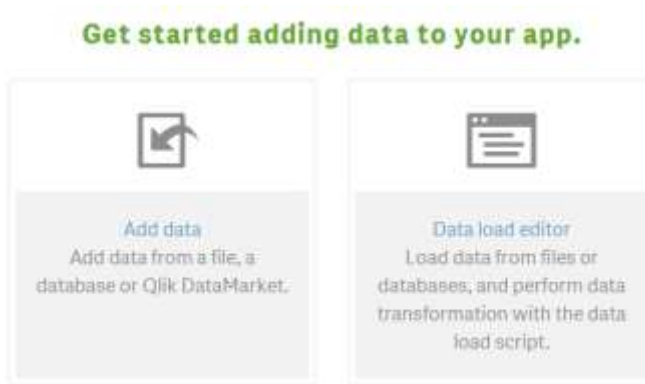 Get started adding data to your app.
Add data
Add data from a file, a
database or Qlik DataMarket.
Data load editor
Load data from files or
databases, and perform data
transformation with the data
load script.